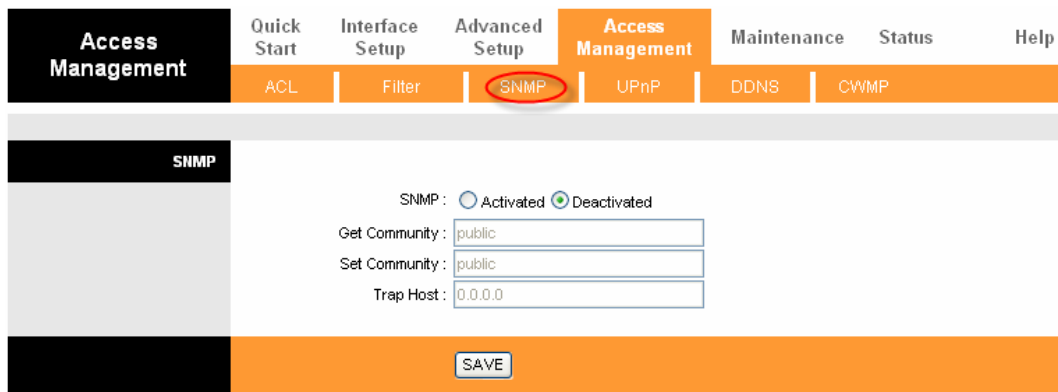 Access Management
Quick Start
Interface Setup
Advanced Setup
Access Management
Maintenance
Status
Help
ACL
Filter
SNMP
UPnP
DDNS
CWMP
SNMP
SNMP : Activated Deactivated
Get Community : public
Set Community : public
Trap Host : 0.0.0.0
SAVE